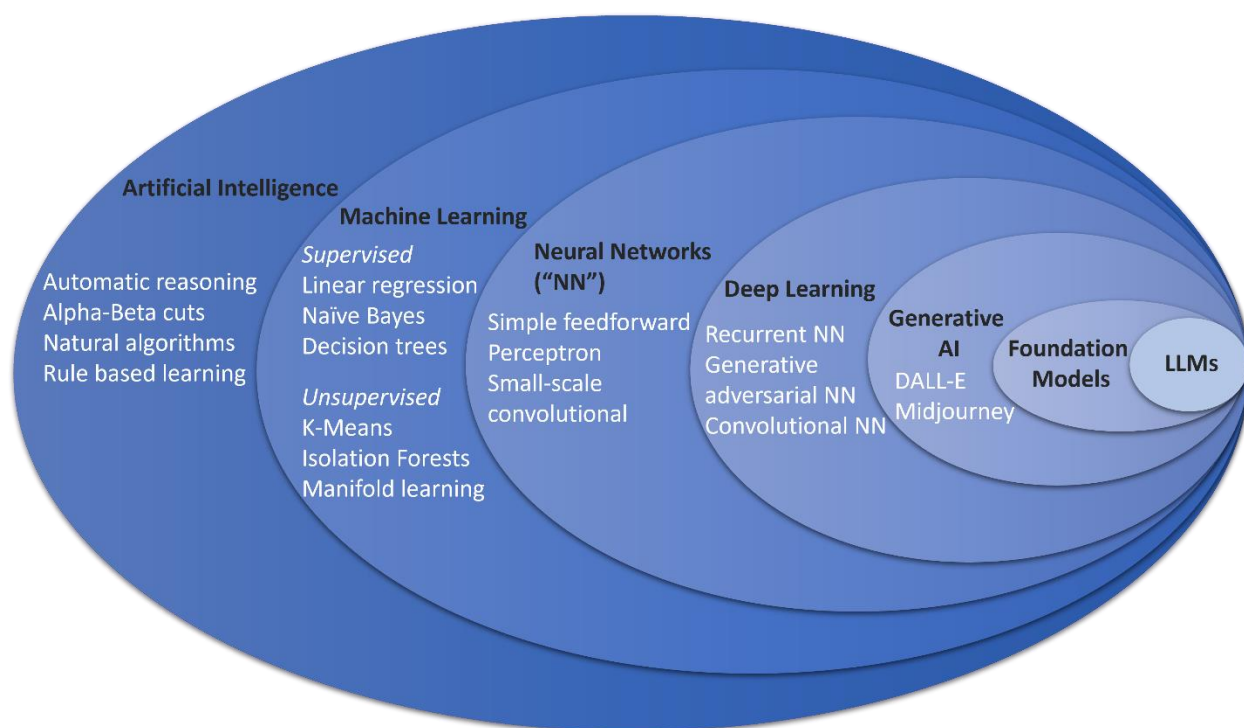 Artificial Intelligence
Automatic reasoning
Alpha-Beta cuts
Natural algorithms
Rule based learning
Machine Learning
Supervised
Linear regression
Naïve Bayes
Decision trees
Unsupervised
K-Means
Isolation Forests
Manifold learning
Neural Networks
(“NN”)
Simple feedforward
Perceptron
Small-scale
convolutional
Deep Learning
Recurrent NN
Generative
adversarial NN
Convolutional NN
Generative
AI
DALL-E
Midjourney
Foundation
Models
LLMs